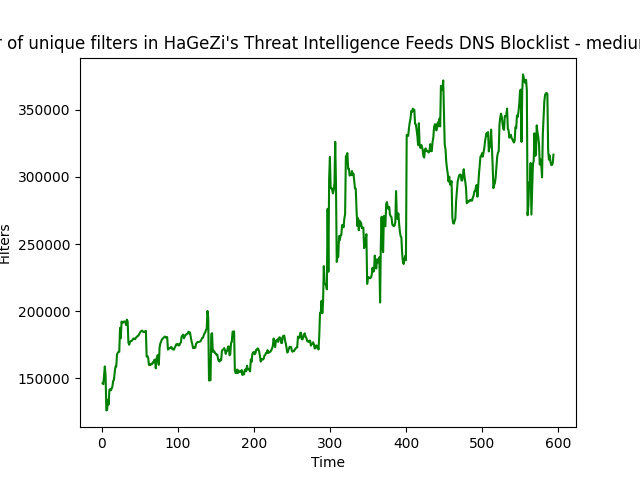 r of unique filters in HaGeZi's Threat Intelligence Feeds DNS Blocklist - mediu
350000
300000
250000
200000
150000
Filters
0 100 200 300 400 500 600
Time